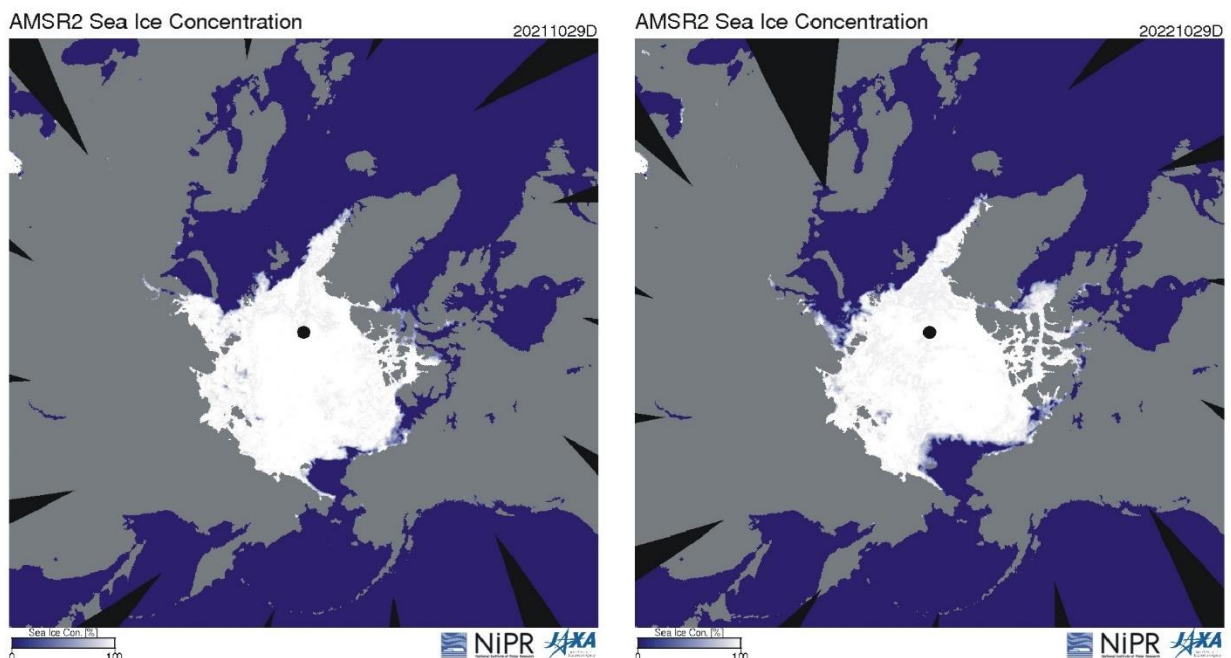 AMSR2 Sea Ice Concentration
20211029D
Sea Ice Con. [%]
0 100
NiPR
JAXA
AMSR2 Sea Ice Concentration
20221029D
Sea Ice Con. [%]
0 100
NiPR
JAXA